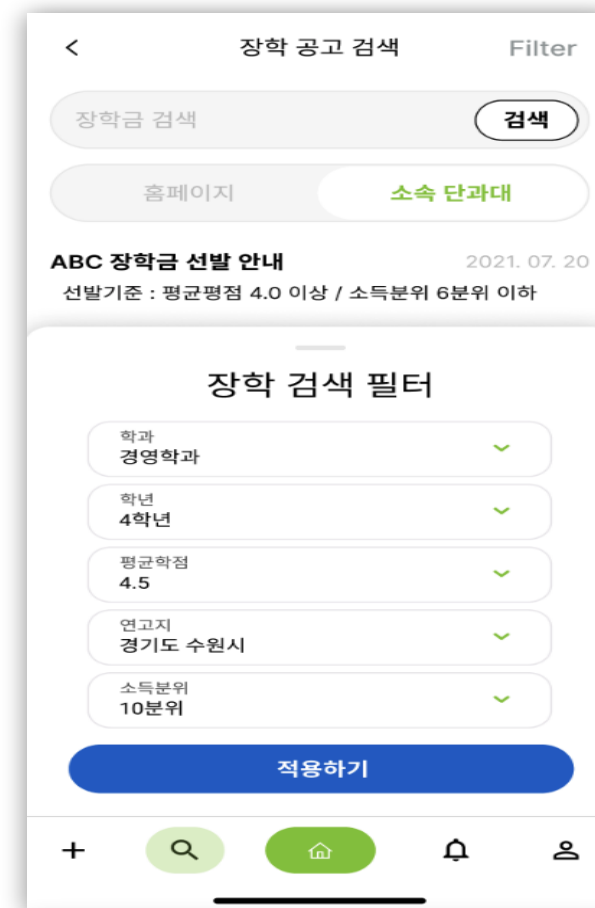 장학 공고 검색
Filter
장학금 검색
검색
홈페이지
소속 단과대
ABC 장학금 선발 안내
2021. 07. 20
선발기준 : 평균평점 4.0 이상 / 소득분위 6분위 이하
장학 검색 필터
학과
경영학과
학년
4학년
평균학점
4.5
연고지
경기도 수원시
소득분위
10분위
적용하기